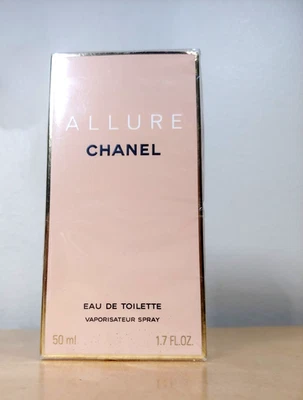 ALLURE
CHANEL
EAU DE TOILETTE
VAPORISATEUR SPRAY
50 ml 1.7 FL.OZ.